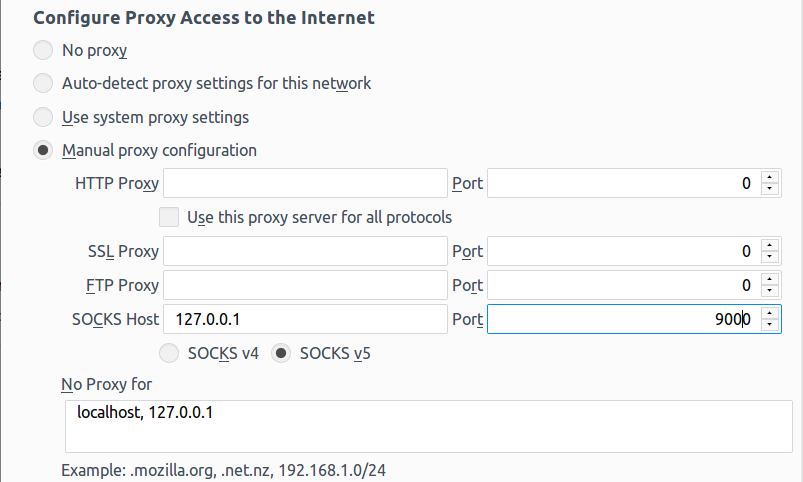 Configure Proxy Access to the Internet
No proxy
Auto-detect proxy settings for this network
Use system proxy settings
Manual proxy configuration
HTTP Proxy Port 0
Use this proxy server for all protocols
SSL Proxy Port 0
FTP Proxy Port 0
SOCKS Host 127.0.0.1 Port 9000
SOCKS v4 SOCKS v5
No Proxy for
localhost, 127.0.0.1
Example: .mozilla.org, .net.nz, 192.168.1.0/24